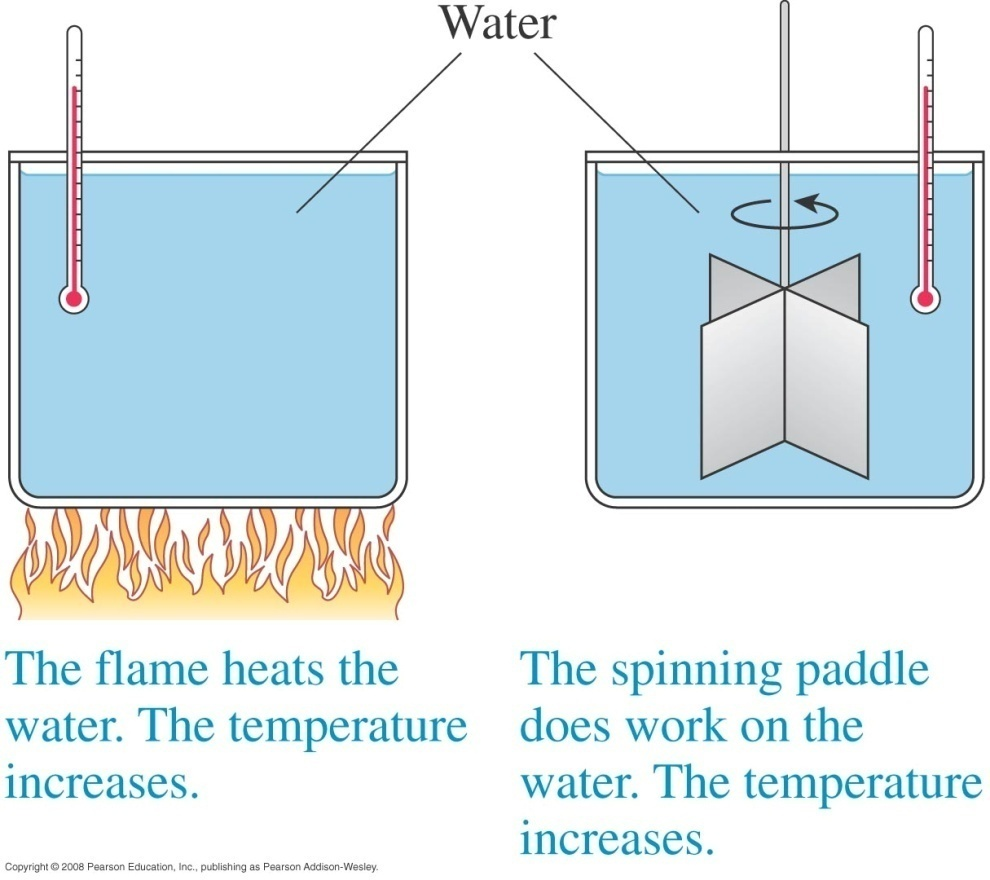 Water
The flame heats the
water. The temperature
increases.
The spinning paddle
does work on the
water. The temperature
increases.
Copyright © 2008 Pearson Education, Inc., publishing as Pearson Addison-Wesley.